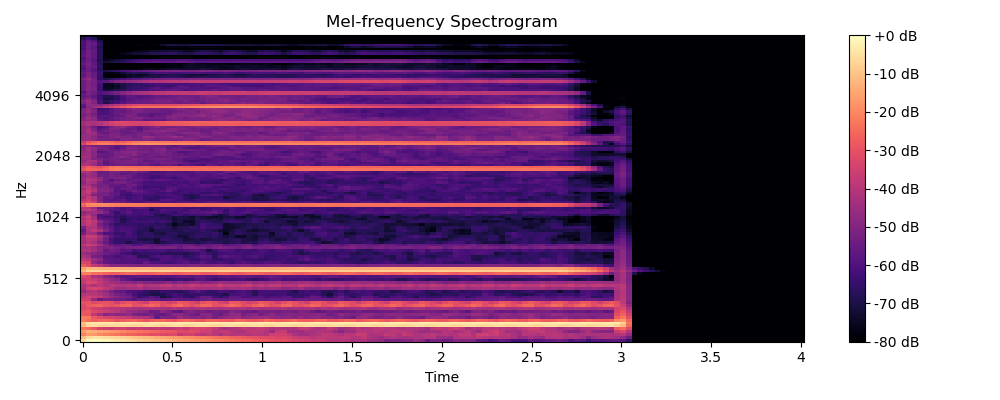 Mel-frequency Spectrogram
+0 dB
-10 dB
-20 dB
-30 dB
-40 dB
-50 dB
-60 dB
-70 dB
-80 dB
Hz
4096
2048
1024
512
0
0 0.5 1 1.5 2 2.5 3 3.5 4
Time